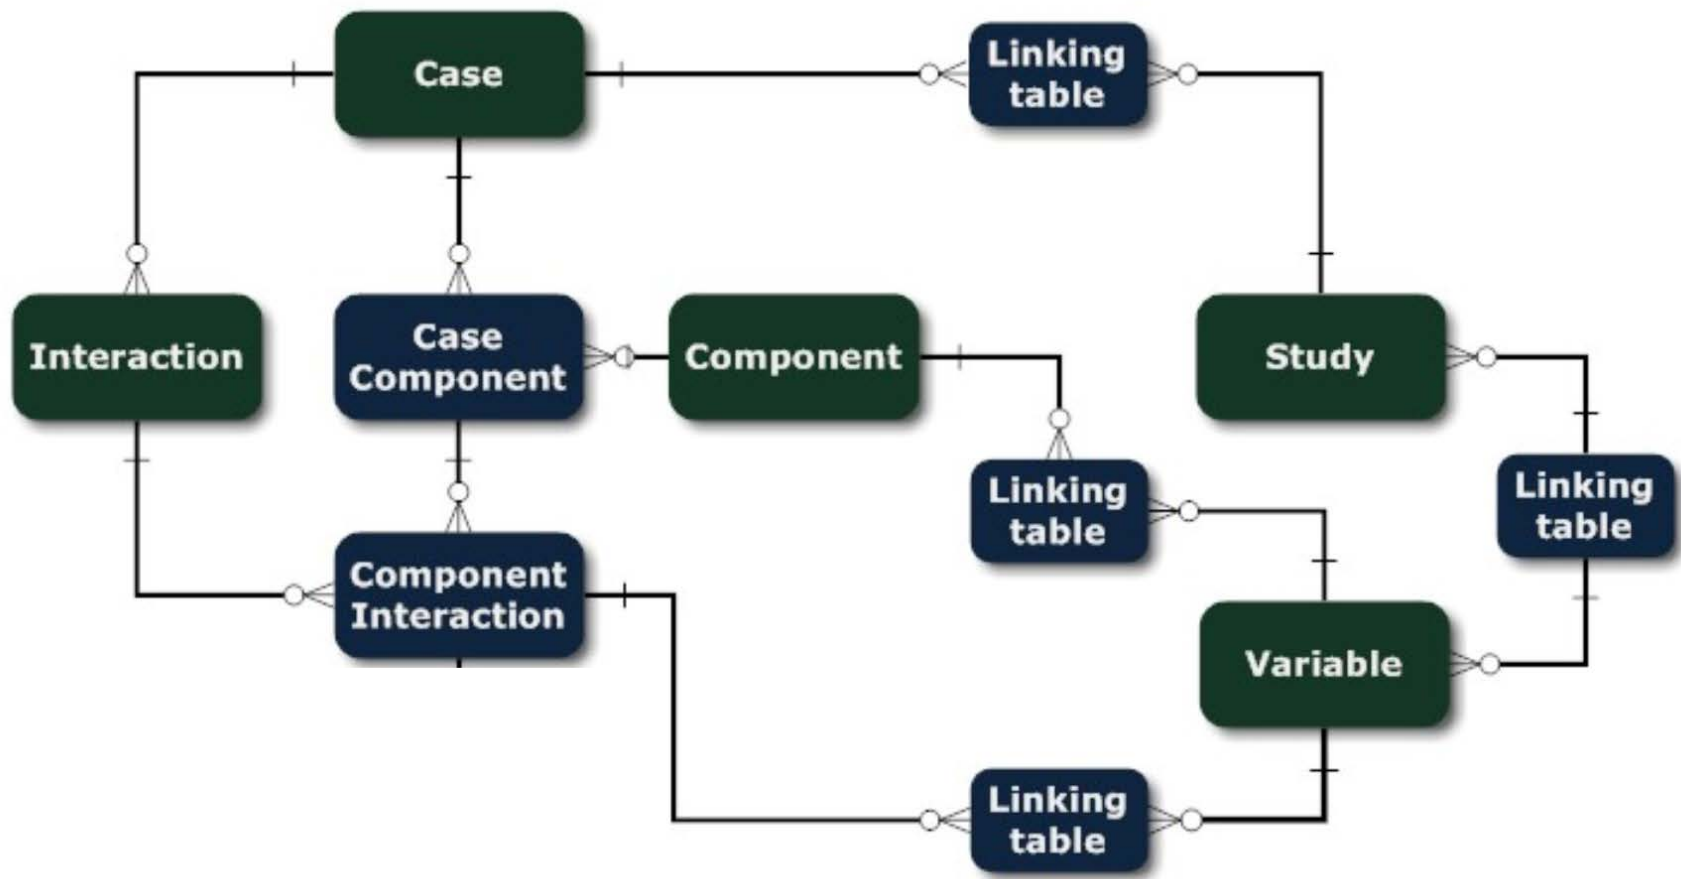 Case
Linking
table
Interaction
Case
Component
Component
Study
Linking
table
Linking
table
Component
Interaction
Variable
Linking
table